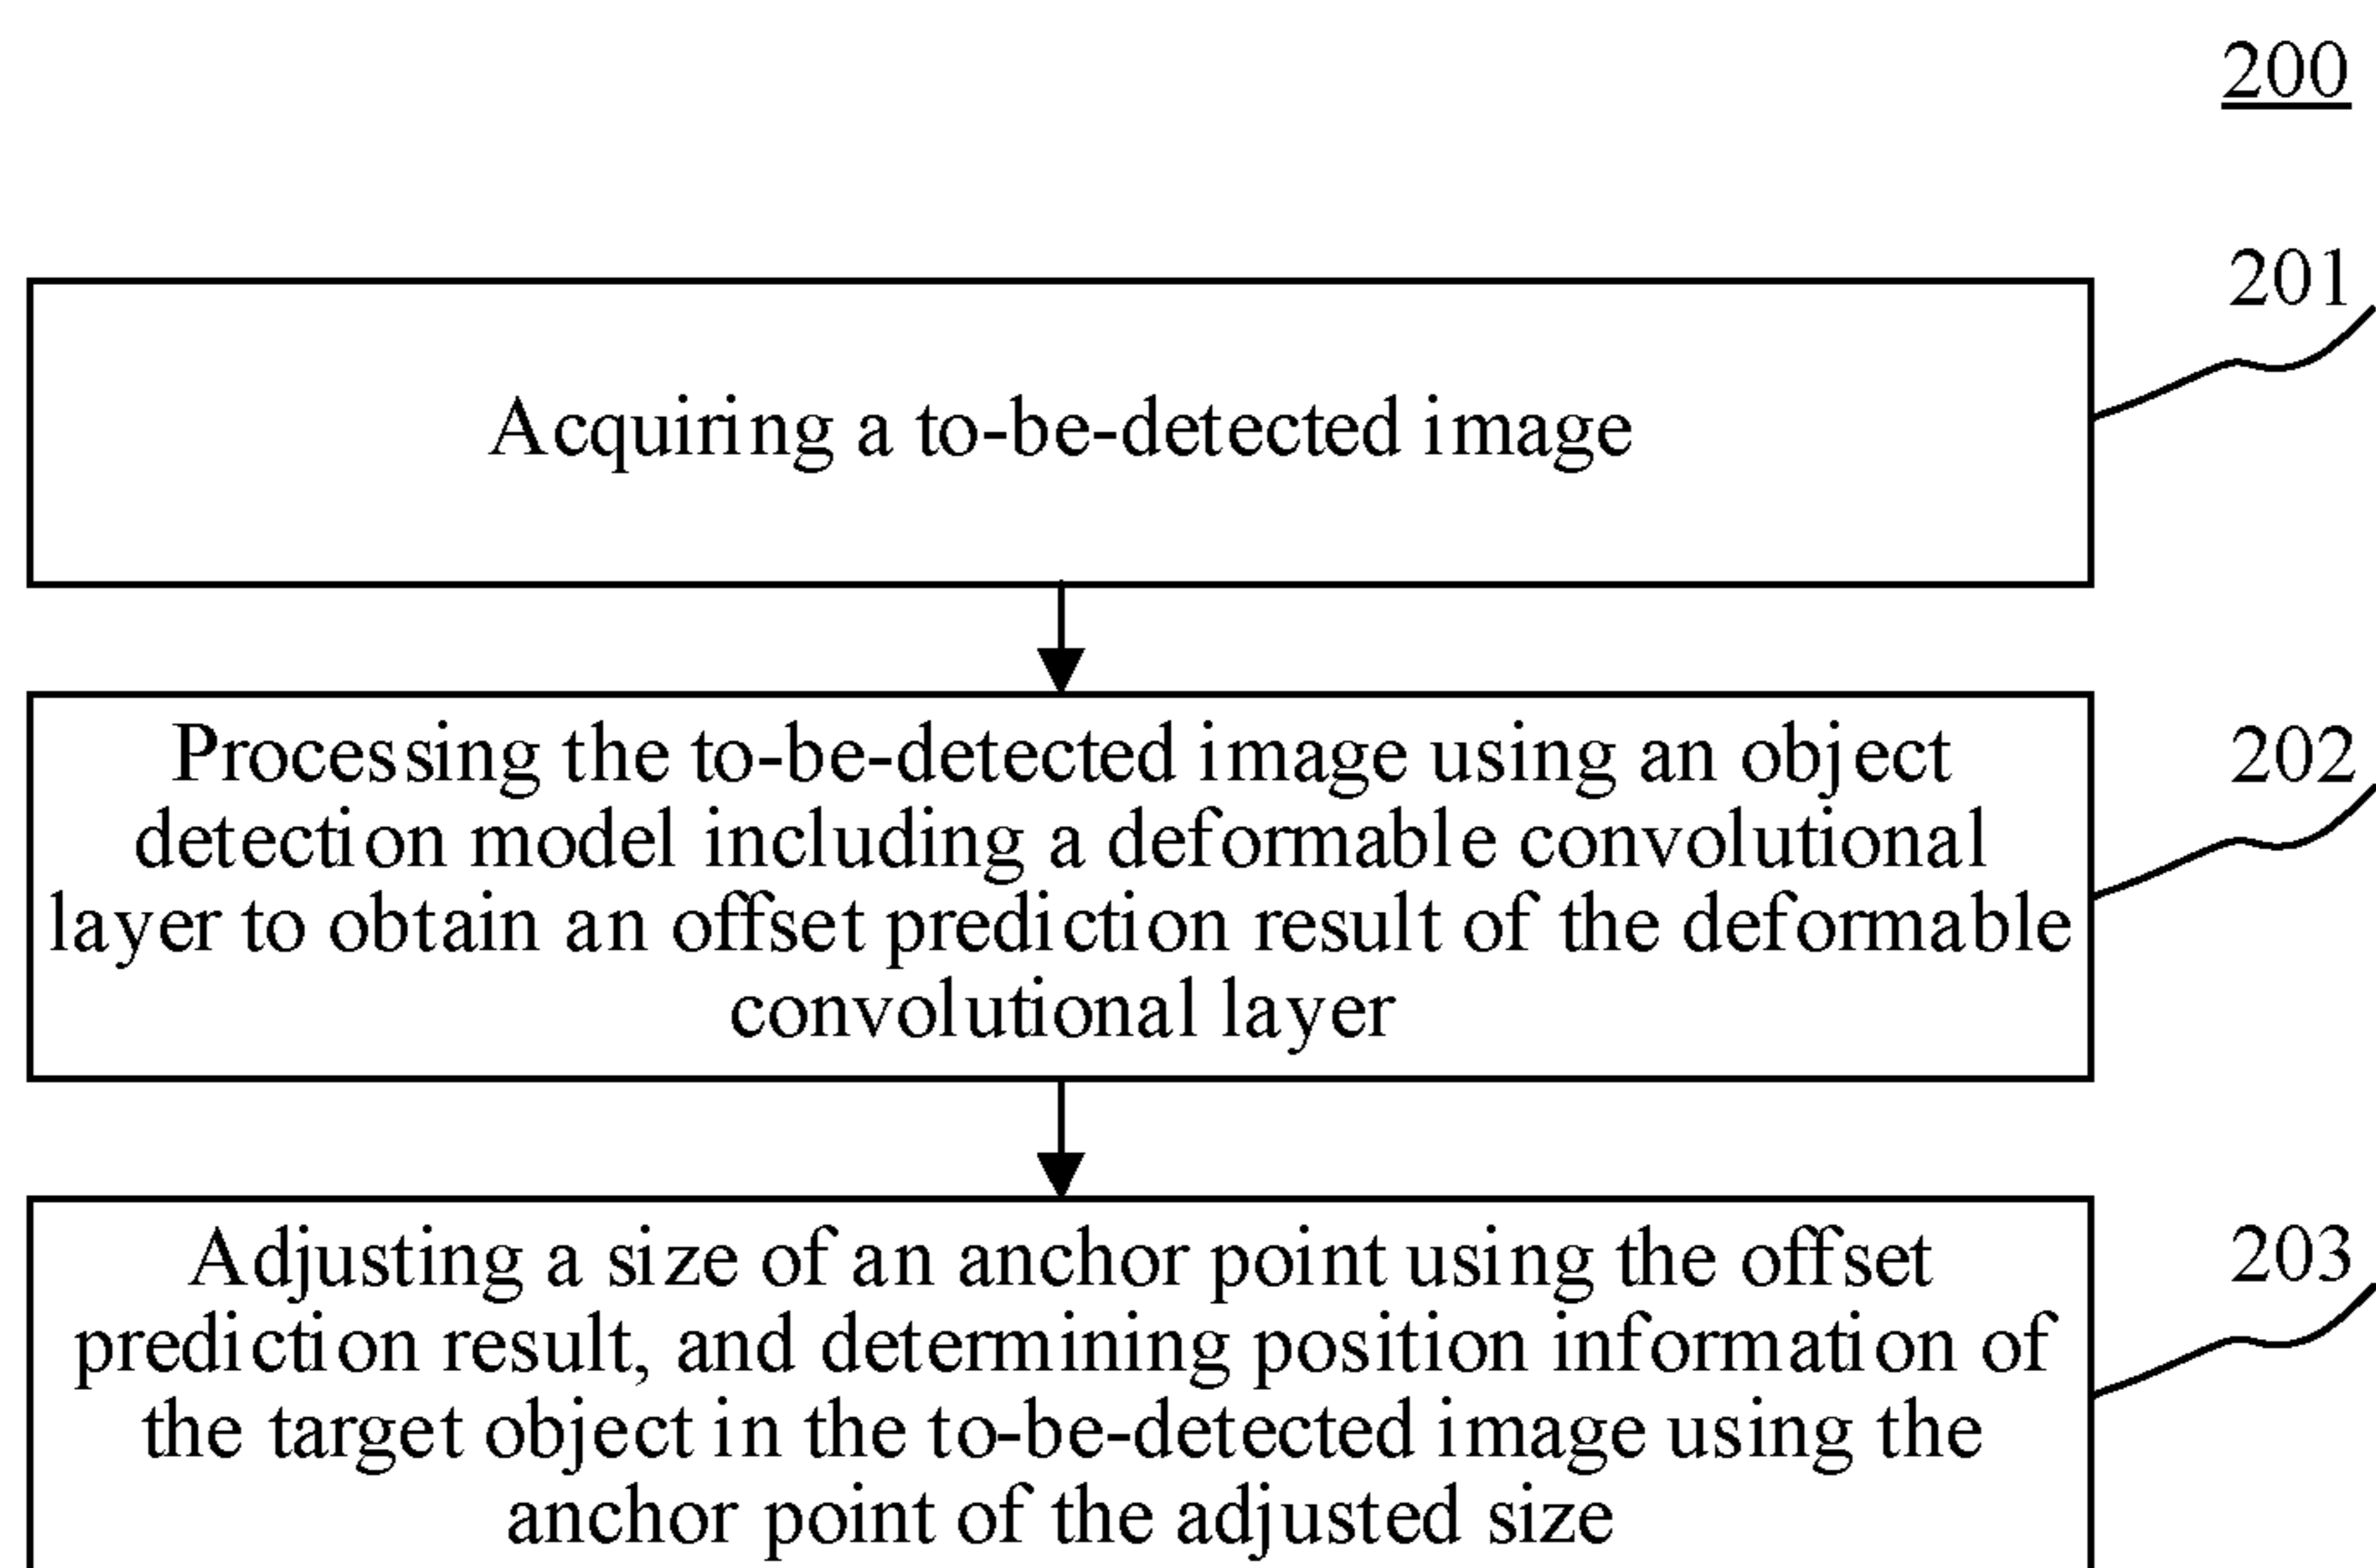 200
201
Acquiring a to-be-detected image
Processing the to-be-detected image using an object
202
detection model including a deformable convolutional
layer to obtain an offset prediction result of the deformable
convolutional layer
Adjusting a size of an anchor point using the offset
203
prediction result, and determining position information of
the target object in the to-be-detected image using the
anchor point of the adjusted size